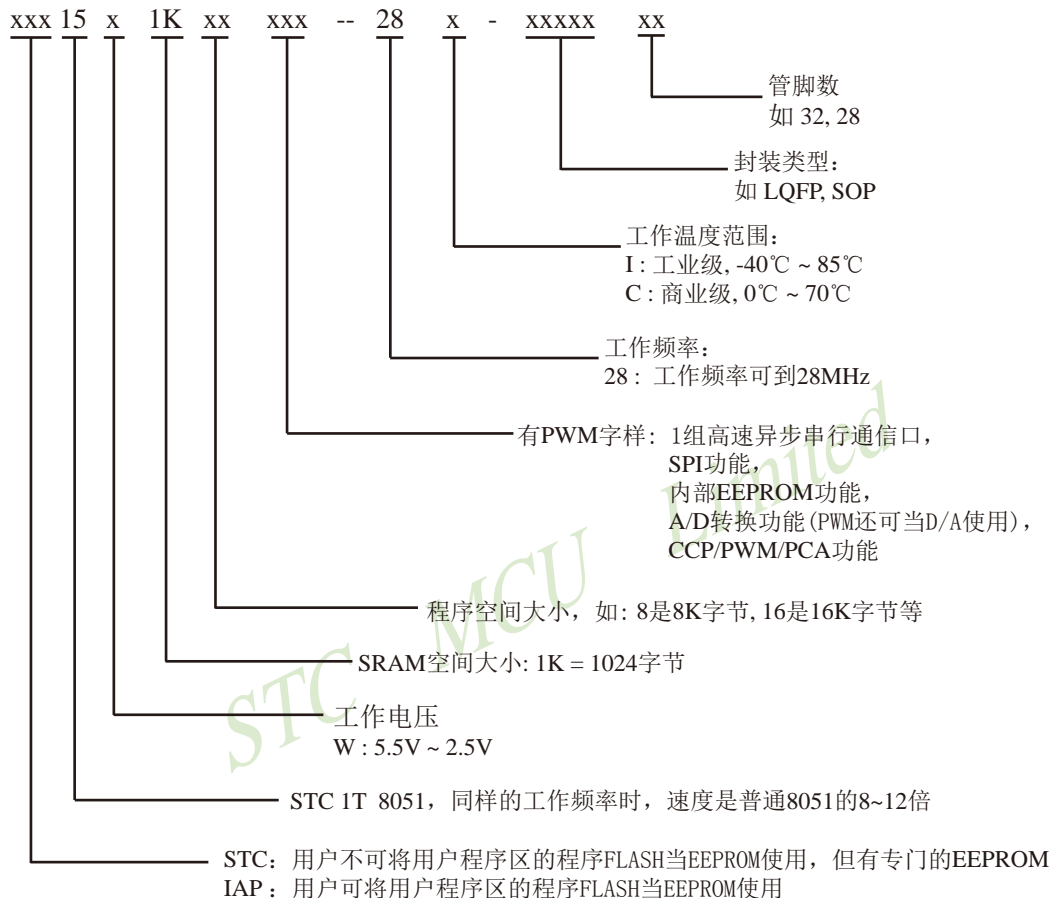 xxx 15 x 1K xx xxx -- 28 x - xxxxx xx
管脚数
如 32, 28
封装类型：
如 LQFP, SOP
工作温度范围：
I : 工业级, -40℃ ~ 85℃
C : 商业级, 0℃ ~ 70℃
工作频率：
28 : 工作频率可到28MHz
有PWM字样: 1组高速异步串行通信口，
SPI功能，
内部EEPROM功能，
A/D转换功能(PWM还可当D/A使用)，
CCP/PWM/PCA功能
程序空间大小，如: 8是8K字节, 16是16K字节等
SRAM空间大小: 1K = 1024字节
工作电压
W : 5.5V ~ 2.5V
STC 1T 8051，同样的工作频率时，速度是普通8051的8~12倍
STC：用户不可将用户程序区的程序FLASH当EEPROM使用，但有专门的EEPROM
IAP：用户可将用户程序区的程序FLASH当EEPROM使用
STC MCU Limited